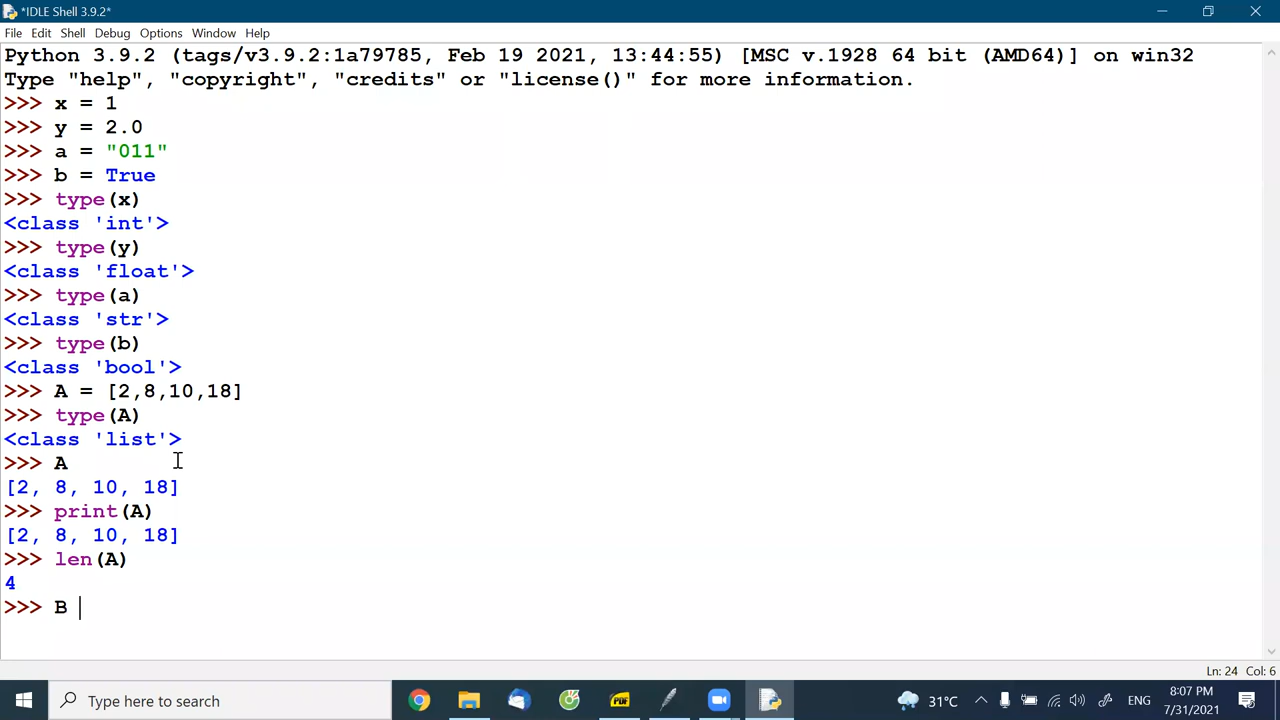 *IDLE Shell 3.9.2*
File Edit Shell Debug Options Window Help
Python 3.9.2 (tags/v3.9.2:1a79785, Feb 19 2021, 13:44:55) [MSC v.1928 64 bit (AMD64)] on win32
Type "help", "copyright", "credits" or "license()" for more information.
>>> x = 1
>>> y = 2.0
>>> a = "011"
>>> b = True
>>> type(x)
<class 'int'>
>>> type(y)
<class 'float'>
>>> type(a)
<class 'str'>
>>> type(b)
<class 'bool'>
>>> A = [2,8,10,18]
>>> type(A)
<class 'list'>
>>> A
[2, 8, 10, 18]
>>> print(A)
[2, 8, 10, 18]
>>> len(A)
4
>>> B
Ln: 24 Col: 6
Type here to search
PDF
31°C
ENG
8:07 PM
7/31/2021